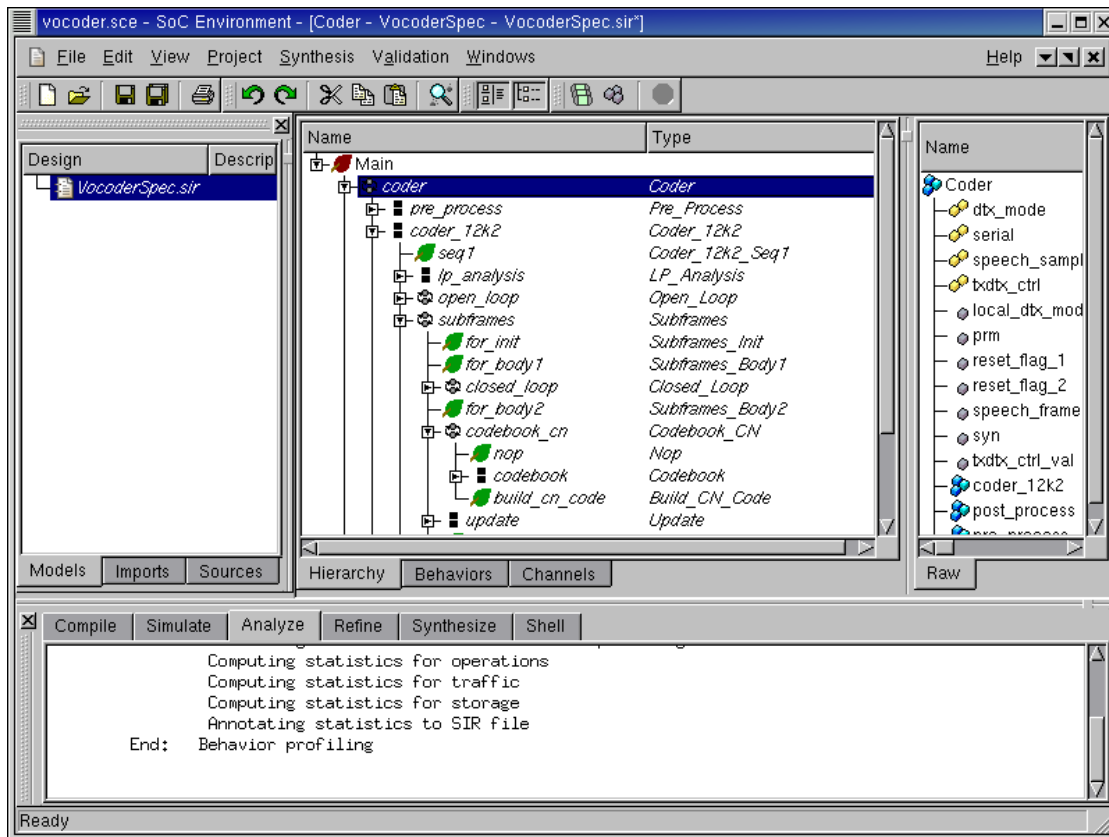 vocoder.sce - SoC Environment - [Coder - VocoderSpec - VocoderSpec.sir*]
File Edit View Project Synthesis Validation Windows Help
Design Descrip
VocoderSpec.sir
Models Imports Sources
Name Type
Main
coder Coder
pre_process Pre_Process
coder_12k2 Coder_12k2
seq1 Coder_12k2_Seq1
lp_analysis LP_Analysis
open_loop Open_Loop
subframes Subframes
for_init Subframes_Init
for_body1 Subframes_Body1
closed_loop Closed_Loop
for_body2 Subframes_Body2
codebook_cn Codebook_CN
nop Nop
codebook Codebook
build_cn_code Build_CN_Code
update Update
Hierarchy Behaviors Channels
Name
Coder
dtx_mode
serial
speech_sampl
txdtx_ctrl
local_dtx_mod
prm
reset_flag_1
reset_flag_2
speech_frame
syn
txdtx_ctrl_val
coder_12k2
post_process
Raw
Compile Simulate Analyze Refine Synthesize Shell
Computing statistics for operations
Computing statistics for traffic
Computing statistics for storage
Annotating statistics to SIR file
End: Behavior profiling
Ready